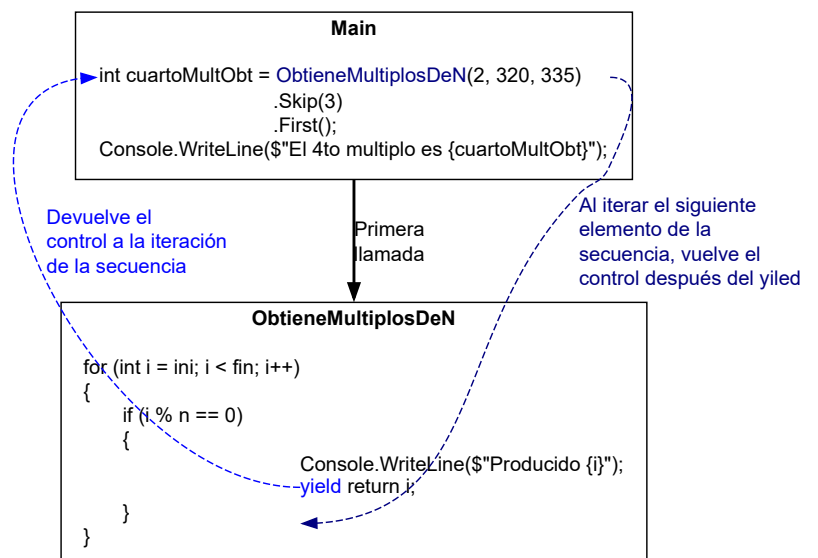 Main
int cuartoMultObt = ObtieneMultiplosDeN(2, 320, 335)
.Skip(3)
.First();
Console.WriteLine($"El 4to multiplo es {cuartoMultObt}");
Devuelve el
control a la iteración
de la secuencia
Primera
llamada
Al iterar el siguiente
elemento de la
secuencia, vuelve el
control después del yiled
ObtieneMultiplosDeN
for (int i = ini; i < fin; i++)
{
if (i % n == 0)
{
Console.WriteLine($"Producido {i}");
yield return i;
}
}